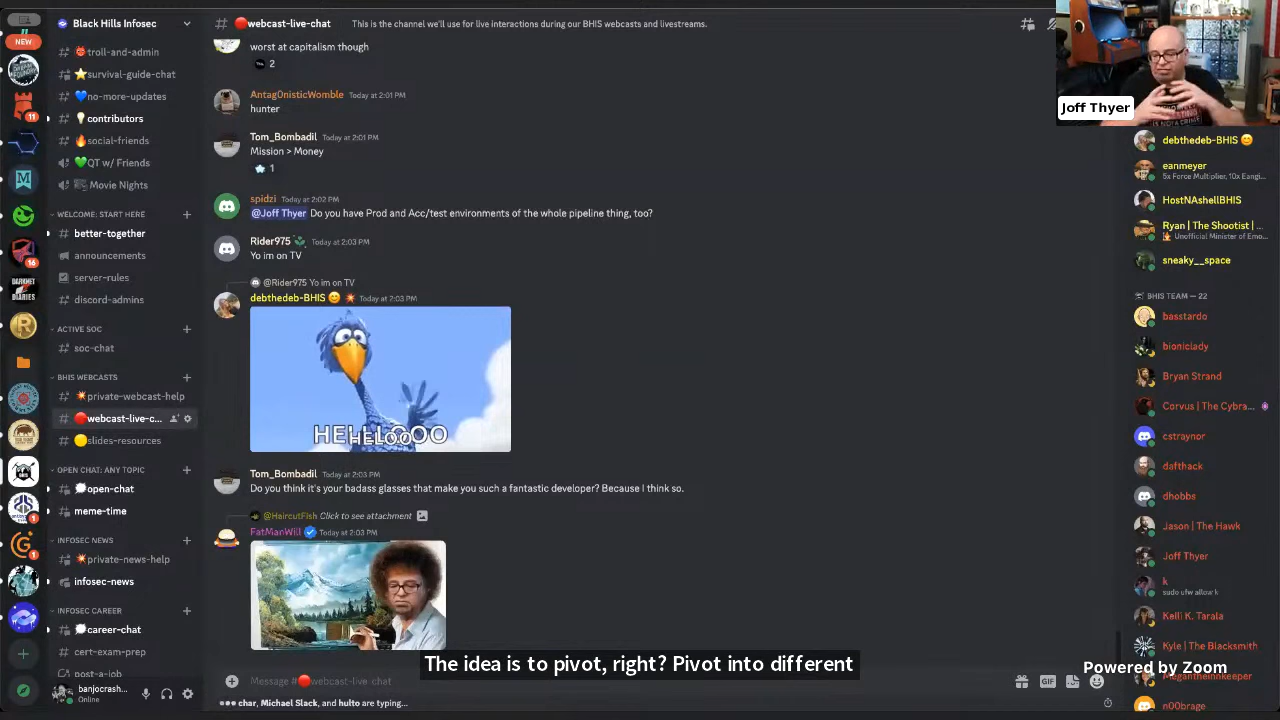 NEW
11
16
1
1
Black Hills Infosec
troll-and-admin
survival-guide-chat
no-more-updates
contributors
social-friends
QT w/ Friends
Movie Nights
WELCOME: START HERE
better-together
announcements
server-rules
discord-admins
ACTIVE SOC
soc-chat
BHIS WEBCASTS
private-webcast-help
webcast-live-c...
slides-resources
OPEN CHAT: ANY TOPIC
open-chat
meme-time
INFOSEC NEWS
private-news-help
infosec-news
INFOSEC CAREER
career-chat
cert-exam-prep
post-a-job
banjocrash...
Online
webcast-live-chat
This is the channel we'll use for live interactions during our BHIS webcasts and livestreams.
worst at capitalism though
2
Antag0nisticWomble Today at 2:01 PM
hunter
Tom_Bombadil Today at 2:01 PM
Mission > Money
1
spidzi Today at 2:02 PM
@Joff Thyer Do you have Prod and Acc/test environments of the whole pipeline thing, too?
Rider975 Today at 2:03 PM
Yo im on TV
@Rider975 Yo im on TV
debthedeb-BHIS Today at 2:03 PM
HEHELOOOOO
Tom_Bombadil Today at 2:03 PM
Do you think it's your badass glasses that make you such a fantastic developer? Because I think so.
@HaircutFish Click to see attachment
FatManWill Today at 2:03 PM
The idea is to pivot, right? Pivot into different
Message #webcast-live-chat
GIF
char, Michael Slack, and hulto are typing...
Joff Thyer
debthedeb-BHIS
eanmeyer
5x Force Multiplier, 10x Eangi...
HostNAshellBHIS
Ryan | The Shootist | ...
Unofficial Minister of Emo...
sneaky__space
BHIS TEAM — 22
basstardo
bioniclady
Bryan Strand
Corvus | The Cybra...
cstraynor
dafthack
dhobbs
Jason | The Hawk
Joff Thyer
k
sudo ufw allow k
Kelli K. Tarala
Kyle | The Blacksmith
Megantheinnkeeper
n00brage
Powered by Zoom